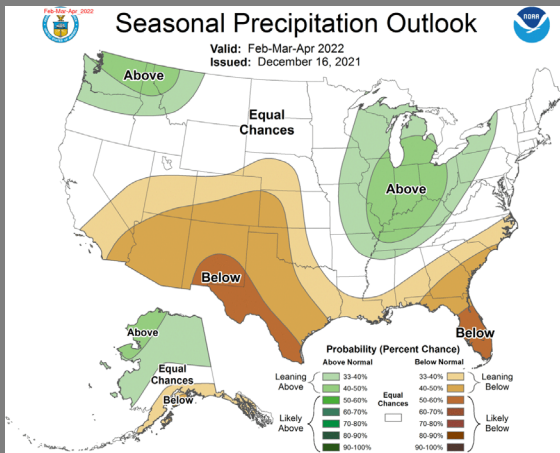 Feb-Mar-Apr 2022
Seasonal Precipitation Outlook
NOAA
Valid: Feb-Mar-Apr 2022
Issued: December 16, 2021
Above
Equal
Chances
Above
Below
Below
Above
Equal
Chances
Below
Probability (Percent Chance)
Above Normal Below Normal
Leaning
Above
33-40%
40-50%
Likely
Above
50-60%
60-70%
70-80%
80-90%
90-100%
Equal
Chances
33-40%
40-50%
Leaning
Below
50-60%
60-70%
70-80%
80-90%
90-100%
Likely
Below